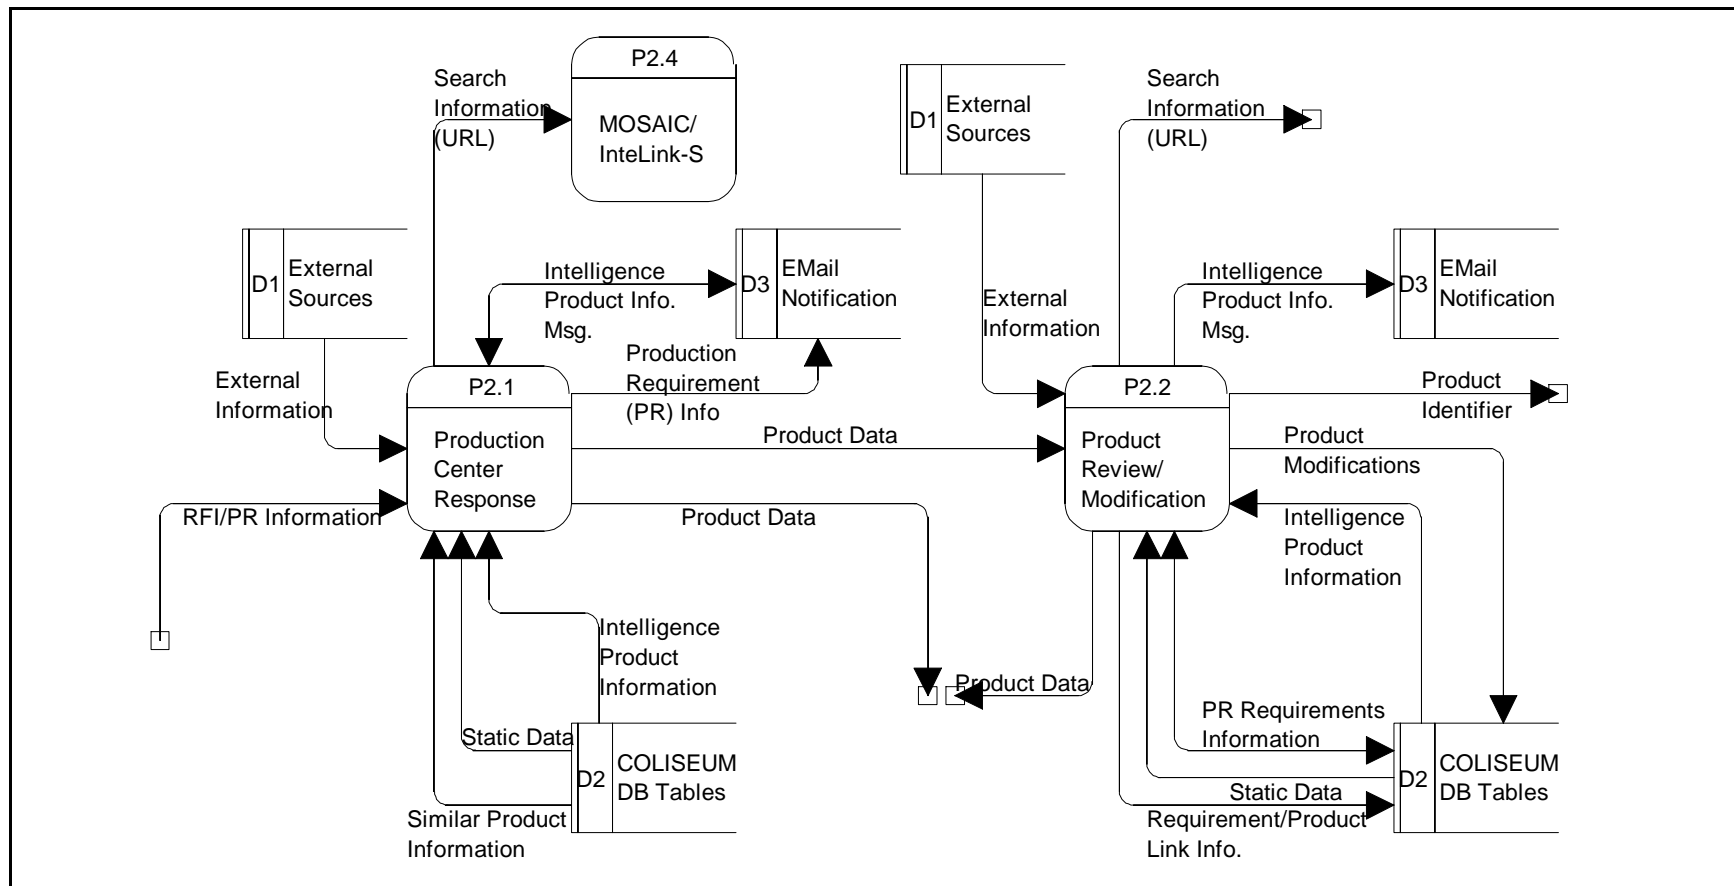 P2.4
MOSAIC/
InteLink-S
Search
Information
(URL)
D1
External
Sources
Search
Information
(URL)
D1
External
Sources
Intelligence
Product Info.
Msg.
D3
EMail
Notification
External
Information
Intelligence
Product Info.
Msg.
D3
EMail
Notification
External
Information
P2.1
Production
Center
Response
Production
Requirement
(PR) Info
Product Data
Product Data
RFI/PR Information
P2.2
Product
Review/
Modification
Product
Identifier
Product
Modifications
Intelligence
Product
Information
Intelligence
Product
Information
Product Data
Static Data
D2
COLISEUM
DB Tables
Similar Product
Information
PR Requirements
Information
Static Data
Requirement/Product
Link Info.
D2
COLISEUM
DB Tables